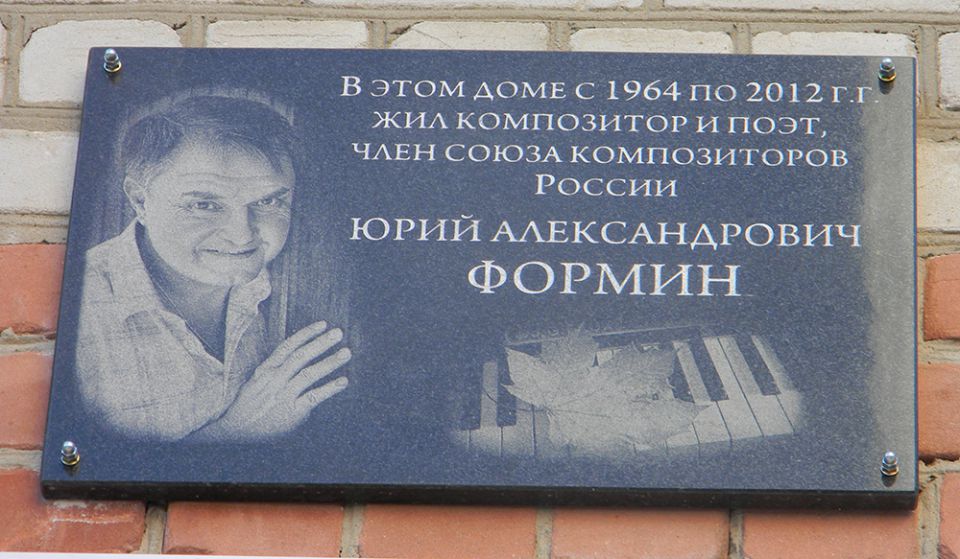 В ЭТОМ ДОМЕ С 1964 ПО 2012 Г.Г.
ЖИЛ КОМПОЗИТОР И ПОЭТ,
ЧЛЕН СОЮЗА КОМПОЗИТОРОВ
РОССИИ
ЮРИЙ АЛЕКСАНДРОВИЧ
ФОРМИН